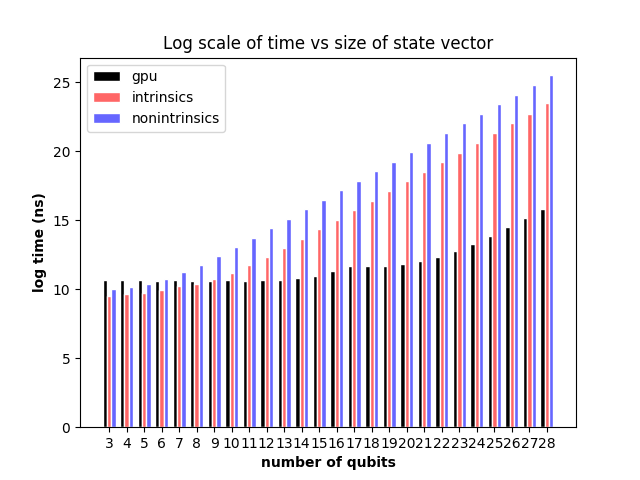 Log scale of time vs size of state vector
gpu
intrinsics
nonintrinsics
log time (ns)
25
20
15
10
5
0
3 4 5 6 7 8 9 10 11 12 13 14 15 16 17 18 19 20 21 22 23 24 25 26 27 28
number of qubits